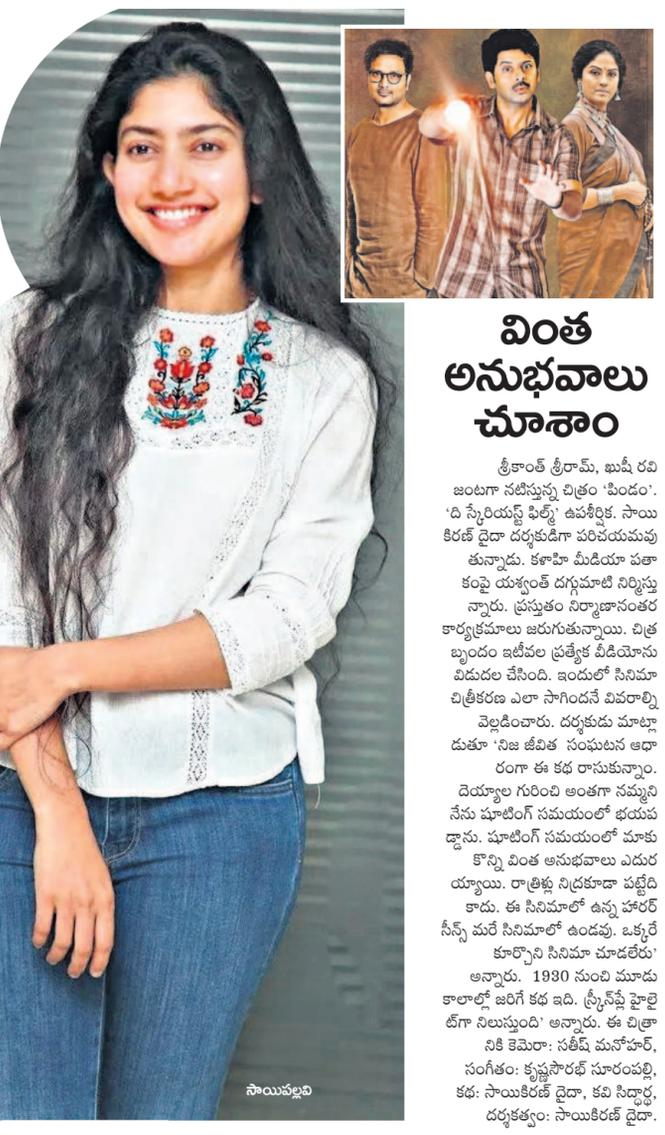 వింత
అనుభవాలు
చూశాం
శ్రీకాంత్ శ్రీరామ్, ఖుషీ రవి
జంటగా నటిస్తున్న చిత్రం ‘పిండం’.
‘ది స్కేరియస్ట్ ఫిల్మ్’ ఉపశీర్షిక. సాయి
కిరణ్ దైదా దర్శకుడిగా పరిచయమవు
తున్నాడు. కళాహి మీడియా పతా
కంపై యశ్వంత్ దగ్గుమాటి నిర్మిస్తు
న్నారు. ప్రస్తుతం నిర్మాణానంతర
కార్యక్రమాలు జరుగుతున్నాయి. చిత్ర
బృందం ఇటీవల ప్రత్యేక వీడియోను
విడుదల చేసింది. ఇందులో సినిమా
చిత్రీకరణ ఎలా సాగిందనే వివరాల్ని
వెల్లడించారు. దర్శకుడు మాట్లా
డుతూ ‘నిజ జీవిత సంఘటన ఆధా
రంగా ఈ కథ రాసుకున్నాం.
దెయ్యాల గురించి అంతగా నమ్మని
నేను షూటింగ్ సమయంలో భయప
డ్డాను. షూటింగ్ సమయంలో మాకు
కొన్ని వింత అనుభవాలు ఎదుర
య్యాయి. రాత్రిళ్లు నిద్రకూడా పట్టేది
కాదు. ఈ సినిమాలో ఉన్న హారర్
సీన్స్ మరే సినిమాలో ఉండవు. ఒక్కరే
కూర్చొని సినిమా చూడలేరు’
అన్నారు. 1930 నుంచి మూడు
కాలాల్లో జరిగే కథ ఇది. స్క్రీన్‌ప్లే హైలై
ట్‌గా నిలుస్తుంది’ అన్నారు. ఈ చిత్రా
నికి కెమెరా: సతీష్ మనోహర్,
సంగీతం: కృష్ణసౌరభ్ సూరంపల్లి,
కథ: సాయికిరణ్ దైదా, కవి సిద్ధార్థ,
దర్శకత్వం: సాయికిరణ్ దైదా.
సాయిపల్లవి